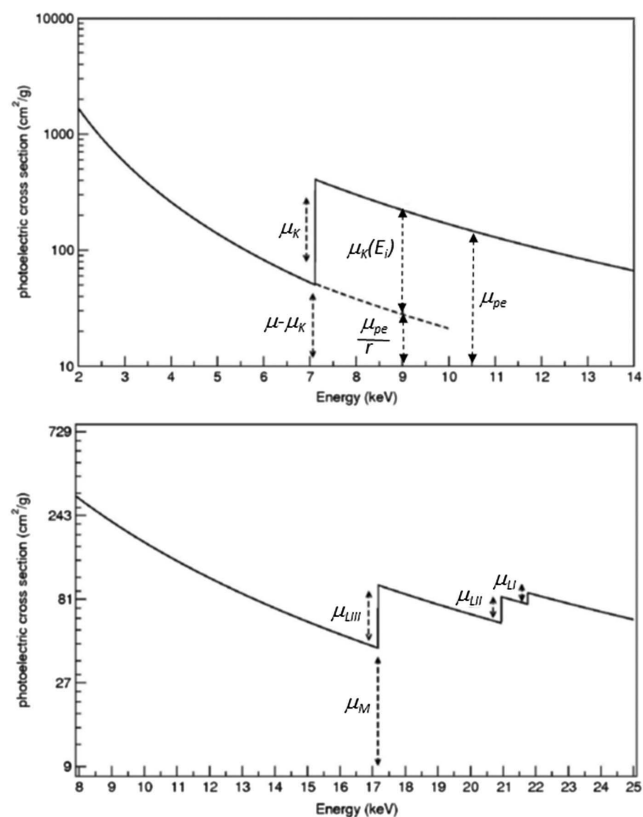 10000
1000
100
10
photoelectric cross section (cm²/g)
μK
μ-μK
μK(Ei)
μpe
r
μpe
2 3 4 5 6 7 8 9 10 11 12 13 14
Energy (keV)
729
243
81
27
9
photoelectric cross section (cm²/g)
μLIII
μM
μLII
μLI
8 9 10 11 12 13 14 15 16 17 18 19 20 21 22 23 24 25
Energy (keV)